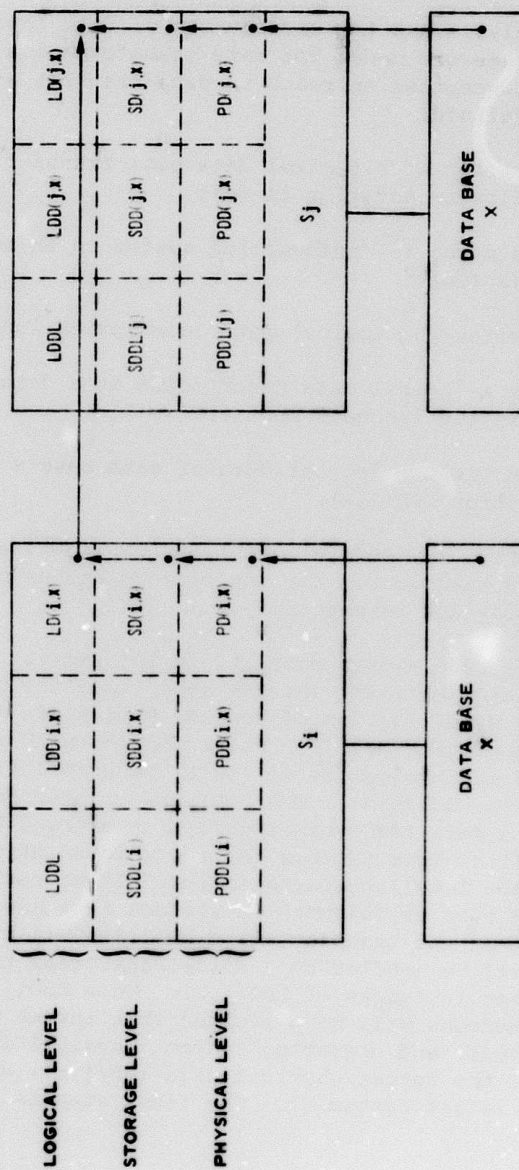 LOGICAL LEVEL LDDL LDD(i,X) LD(i,X) LDDL LDD(j,X) LD(j,X)
STORAGE LEVEL SDDL(i) SDD(i,X) SD(i,X) SDDL(j) SDD(j,X) SD(j,X)
PHYSICAL LEVEL PDDL(i) PDD(i,X) PD(i,X) PDDL(j) PDD(j,X) PD(j,X)
Si Sj
DATA BASE DATA BASE
X X